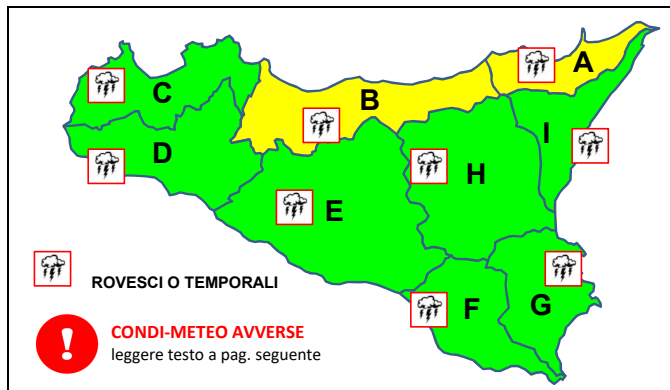 A
B
C
I
D
H
E
ROVESCI O TEMPORALI
F
G
!
CONDI-METEO AVVERSE
leggere testo a pag. seguente